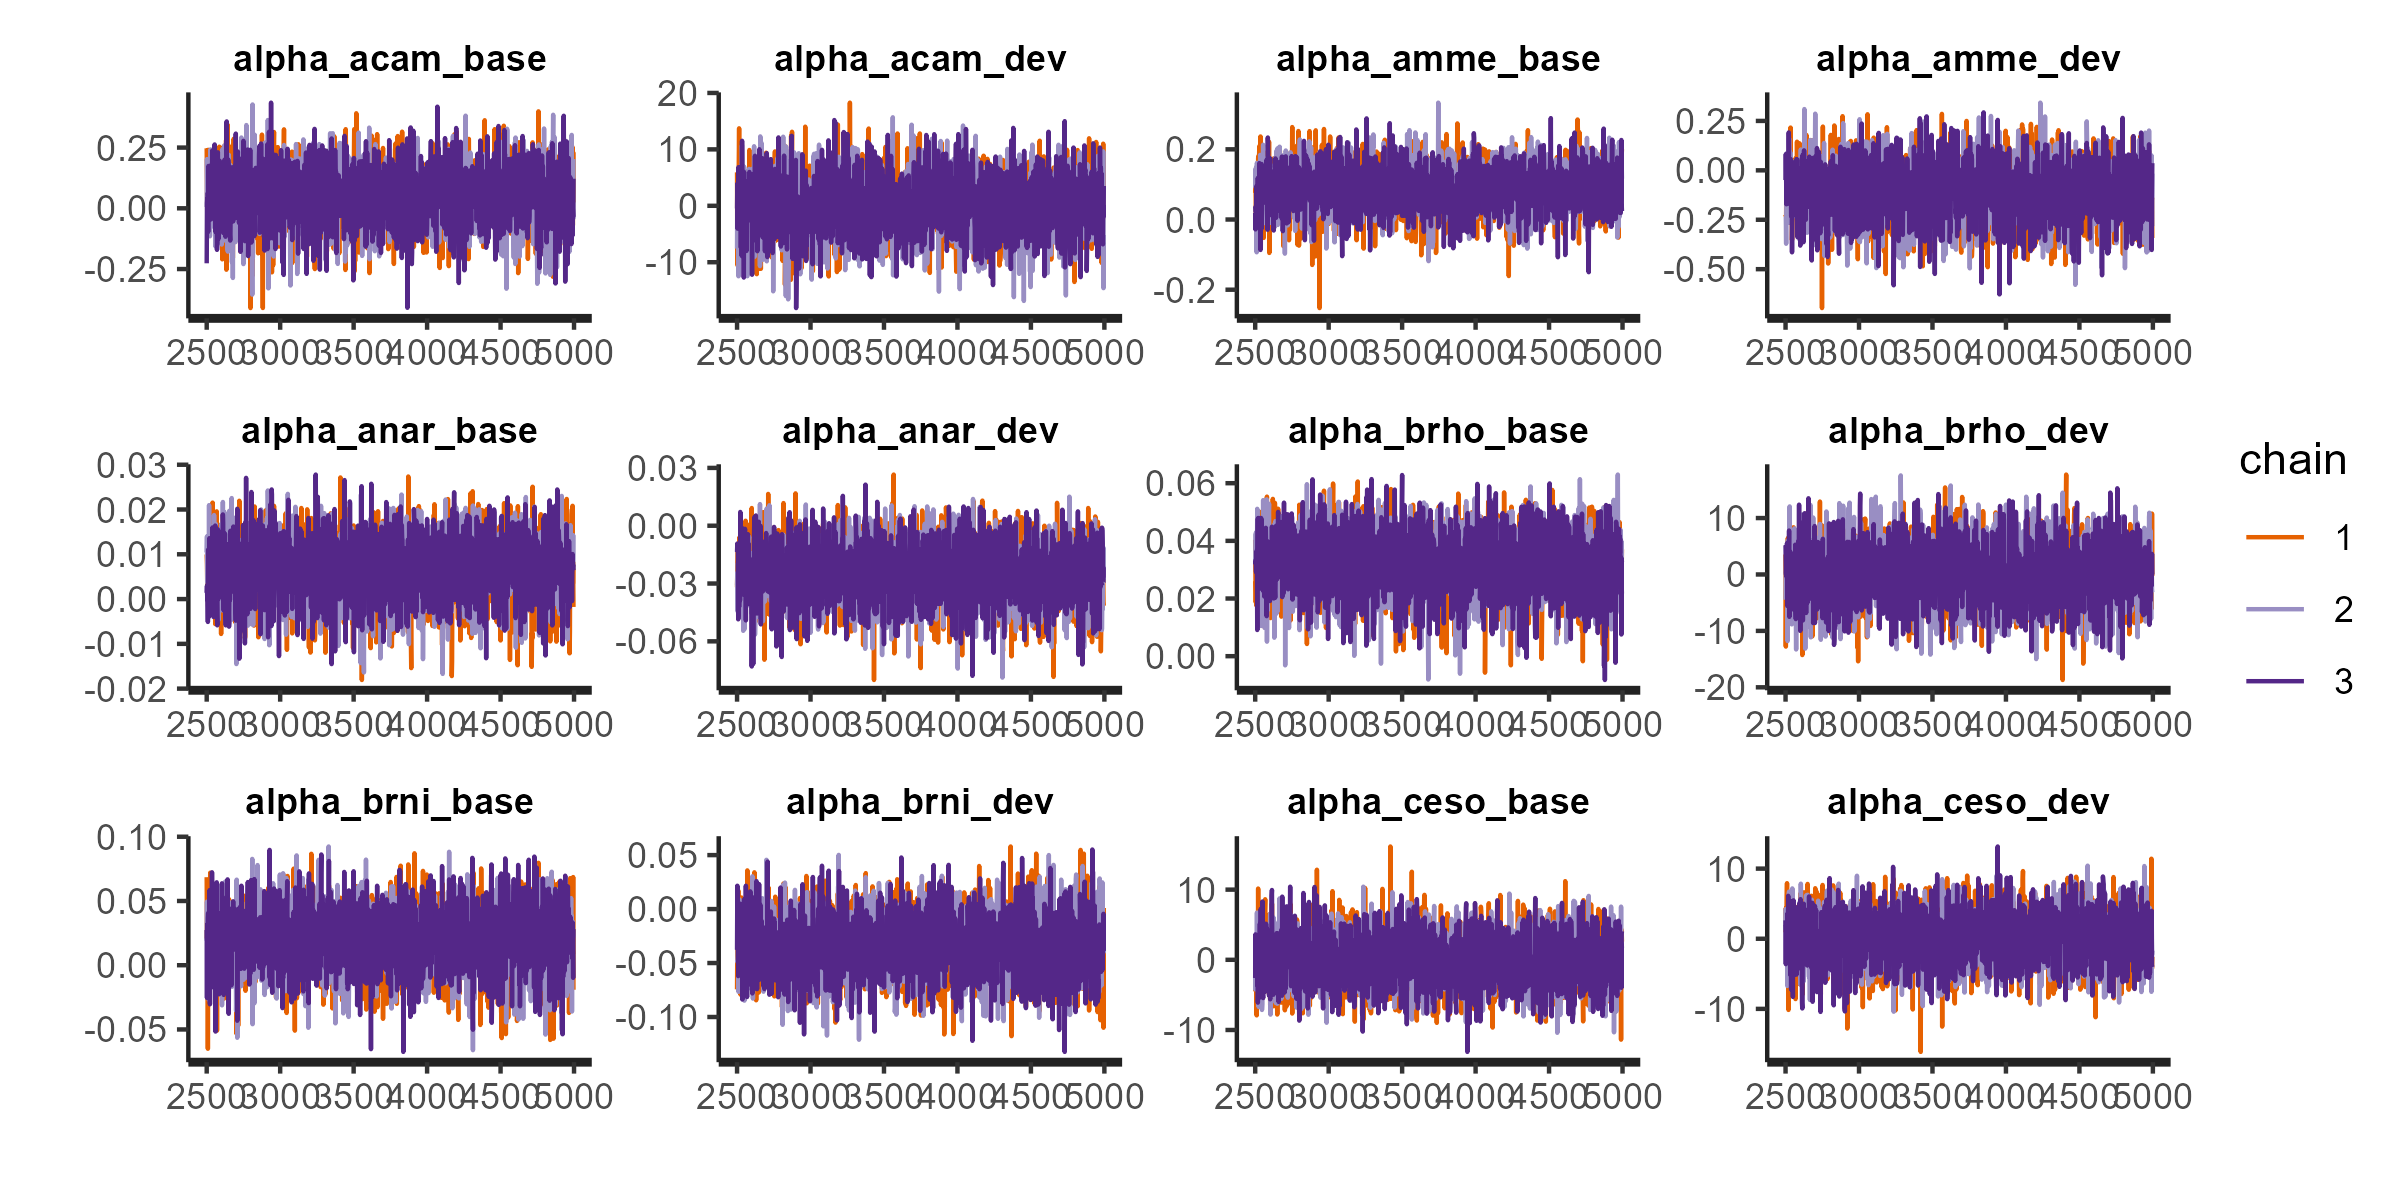 alpha_acam_base alpha_acam_dev alpha_amme_base alpha_amme_dev
0.25 0.00 -0.25
20 10 0 -10
0.2 0.0 -0.2
0.25 0.00 -0.25 -0.50
2500 3000 3500 4000 4500 5000 2500 3000 3500 4000 4500 5000 2500 3000 3500 4000 4500 5000 2500 3000 3500 4000 4500 5000
alpha_anar_base alpha_anar_dev alpha_brho_base alpha_brho_dev
0.03 0.02 0.01 0.00 -0.01 -0.02
0.03 0.00 -0.03 -0.06
0.06 0.04 0.02 0.00
10 0 -10 -20
2500 3000 3500 4000 4500 5000 2500 3000 3500 4000 4500 5000 2500 3000 3500 4000 4500 5000 2500 3000 3500 4000 4500 5000
alpha_brni_base alpha_brni_dev alpha_ceso_base alpha_ceso_dev
0.10 0.05 0.00 -0.05
0.05 0.00 -0.05 -0.10
10 0 -10
10 0 -10
2500 3000 3500 4000 4500 5000 2500 3000 3500 4000 4500 5000 2500 3000 3500 4000 4500 5000 2500 3000 3500 4000 4500 5000
chain
1
2
3